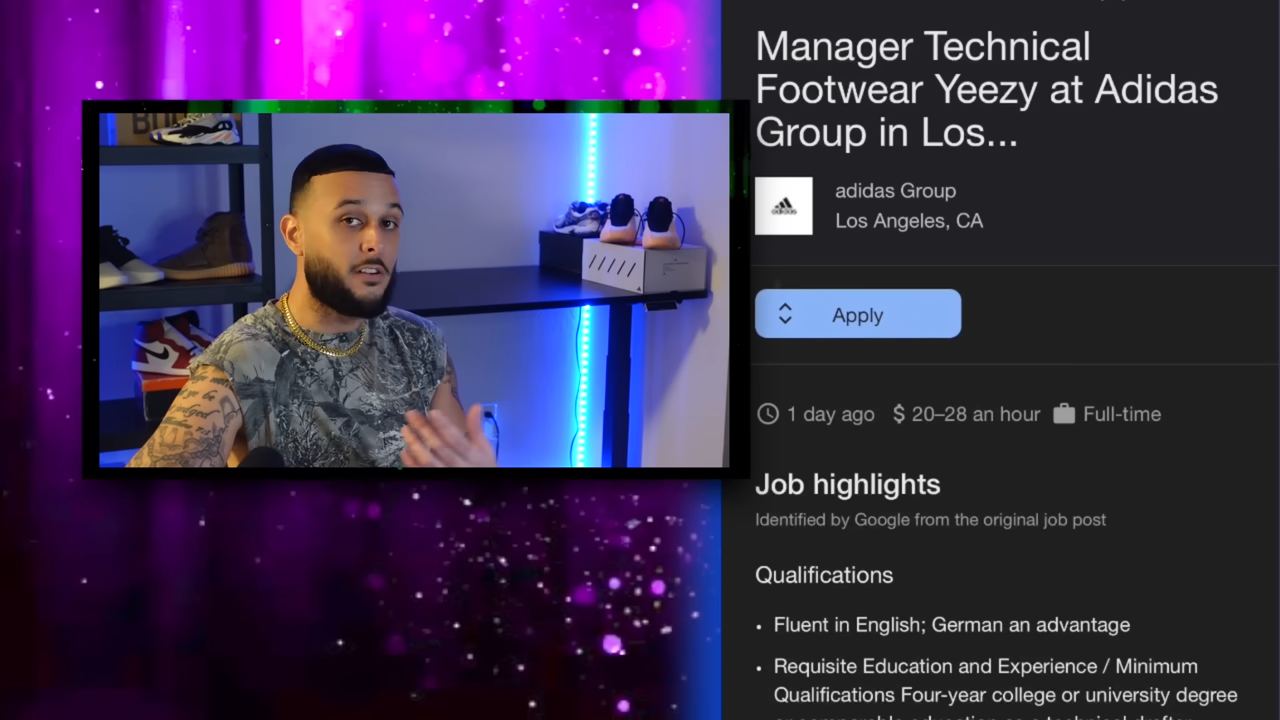 Manager Technical
Footwear Yeezy at Adidas
Group in Los...
adidas
adidas Group
Los Angeles, CA
Apply
1 day ago $ 20–28 an hour Full-time
Job highlights
Identified by Google from the original job post
Qualifications
• Fluent in English; German an advantage
• Requisite Education and Experience / Minimum
Qualifications Four-year college or university degree